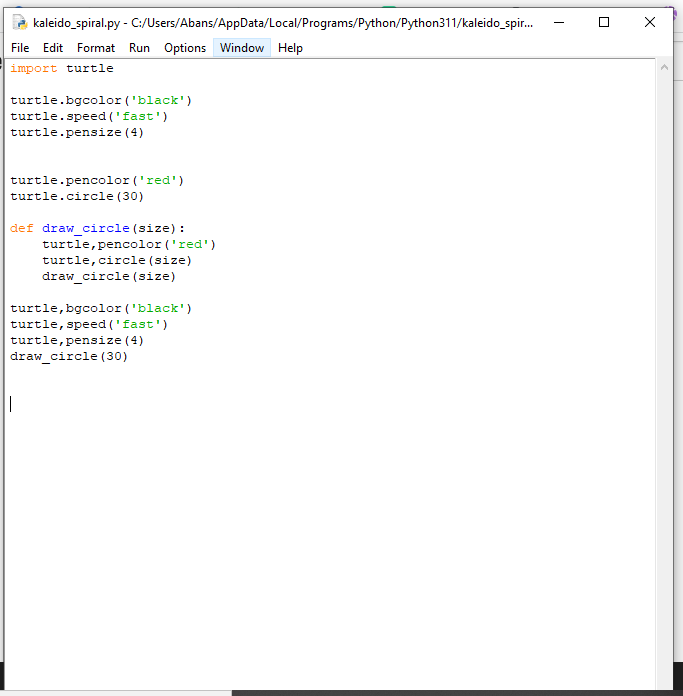 kaleido_spiral.py - C:/Users/Abans/AppData/Local/Programs/Python/Python311/kaleido_spir...
File Edit Format Run Options Window Help
import turtle

turtle.bgcolor('black')
turtle.speed('fast')
turtle.pensize(4)


turtle.pencolor('red')
turtle.circle(30)

def draw_circle(size):
    turtle,pencolor('red')
    turtle,circle(size)
    draw_circle(size)

turtle,bgcolor('black')
turtle,speed('fast')
turtle,pensize(4)
draw_circle(30)